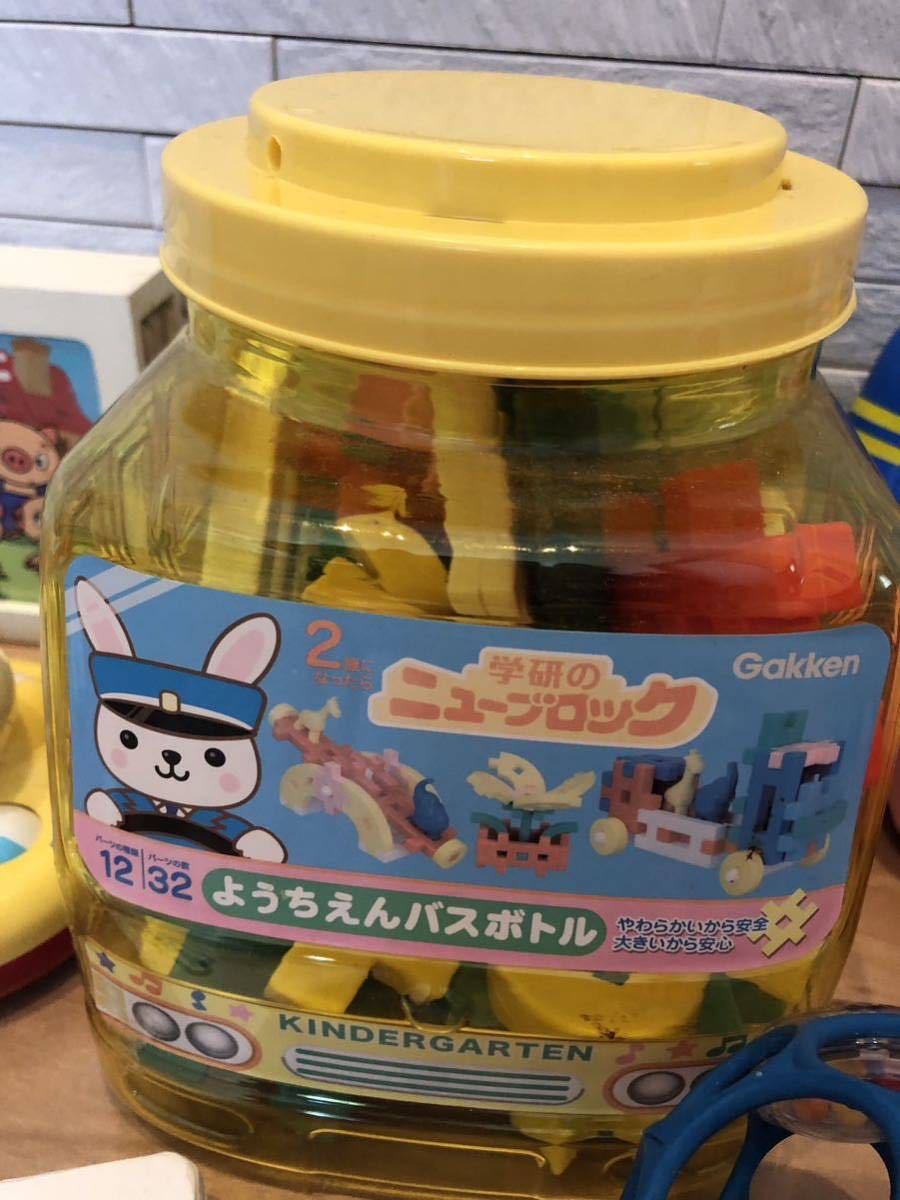 2歳に
なったら
学研の
ニューブロック
Gakken
パーツの種類
12
パーツの数
32
ようちえんバスボトル
やわらかいから安全
大きいから安心
KINDERGARTEN